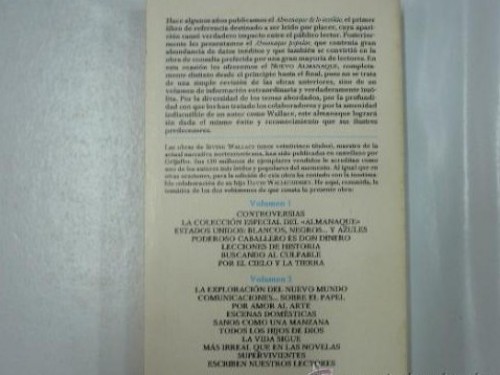 Hace algunos años publicamos el Almanaque de lo insólito, el primer
libro de referencia destinado a ser leído por placer, cuya apari-
ción causó verdadero impacto entre el público lector. Posterior-
mente les presentamos el Almanaque popular, que contenía gran
abundancia de datos inéditos y que también se convirtió en la
obra de consulta preferida por una gran mayoría de lectores. En
esta ocasión les ofrecemos el NUEVO ALMANAQUE, completa-
mente distinto desde el principio hasta el final, pues no se trata
de una simple revisión de las obras anteriores, sino de un
volumen de información extraordinaria y verdaderamente insó-
lita. Por la diversidad de los temas abordados, por la profundi-
dad con que los han tratado los colaboradores y por la amenidad
indiscutible de un autor como Wallace, este almanaque logrará
sin duda el mismo éxito y reconocimiento que sus ilustres
predecesores.
Las obras de IRVING WALLACE (unos veinticinco títulos), maestro de la
actual narrativa norteamericana, han sido publicadas en castellano por
Grijalbo. Sus 130 millones de ejemplares vendidos le acreditan como
uno de los autores más leídos y populares del momento. Al igual que en
otras ocasiones, para la edición de esta obra ha contado con la inestima-
ble colaboración de su hijo DAVID WALLECHINSKY. He aquí, resumida, la
temática de los dos volúmenes de que consta la presente obra:
Volumen 1
CONTROVERSIAS
LA COLECCIÓN ESPECIAL DEL «ALMANAQUE»
ESTADOS UNIDOS: BLANCOS, NEGROS... Y AZULES
PODEROSO CABALLERO ES DON DINERO
LECCIONES DE HISTORIA
BUSCANDO AL CULPABLE
POR EL CIELO Y LA TIERRA
Volumen 2
LA EXPLORACIÓN DEL NUEVO MUNDO
COMUNICACIONES... SOBRE EL PAPEL
POR AMOR AL ARTE
ESCENAS DOMÉSTICAS
SANOS COMO UNA MANZANA
TODOS LOS HIJOS DE DIOS
LA VIDA SIGUE
MÁS IRREAL QUE EN LAS NOVELAS
SUPERVIVIENTES
ESCRIBEN NUESTROS LECTORES